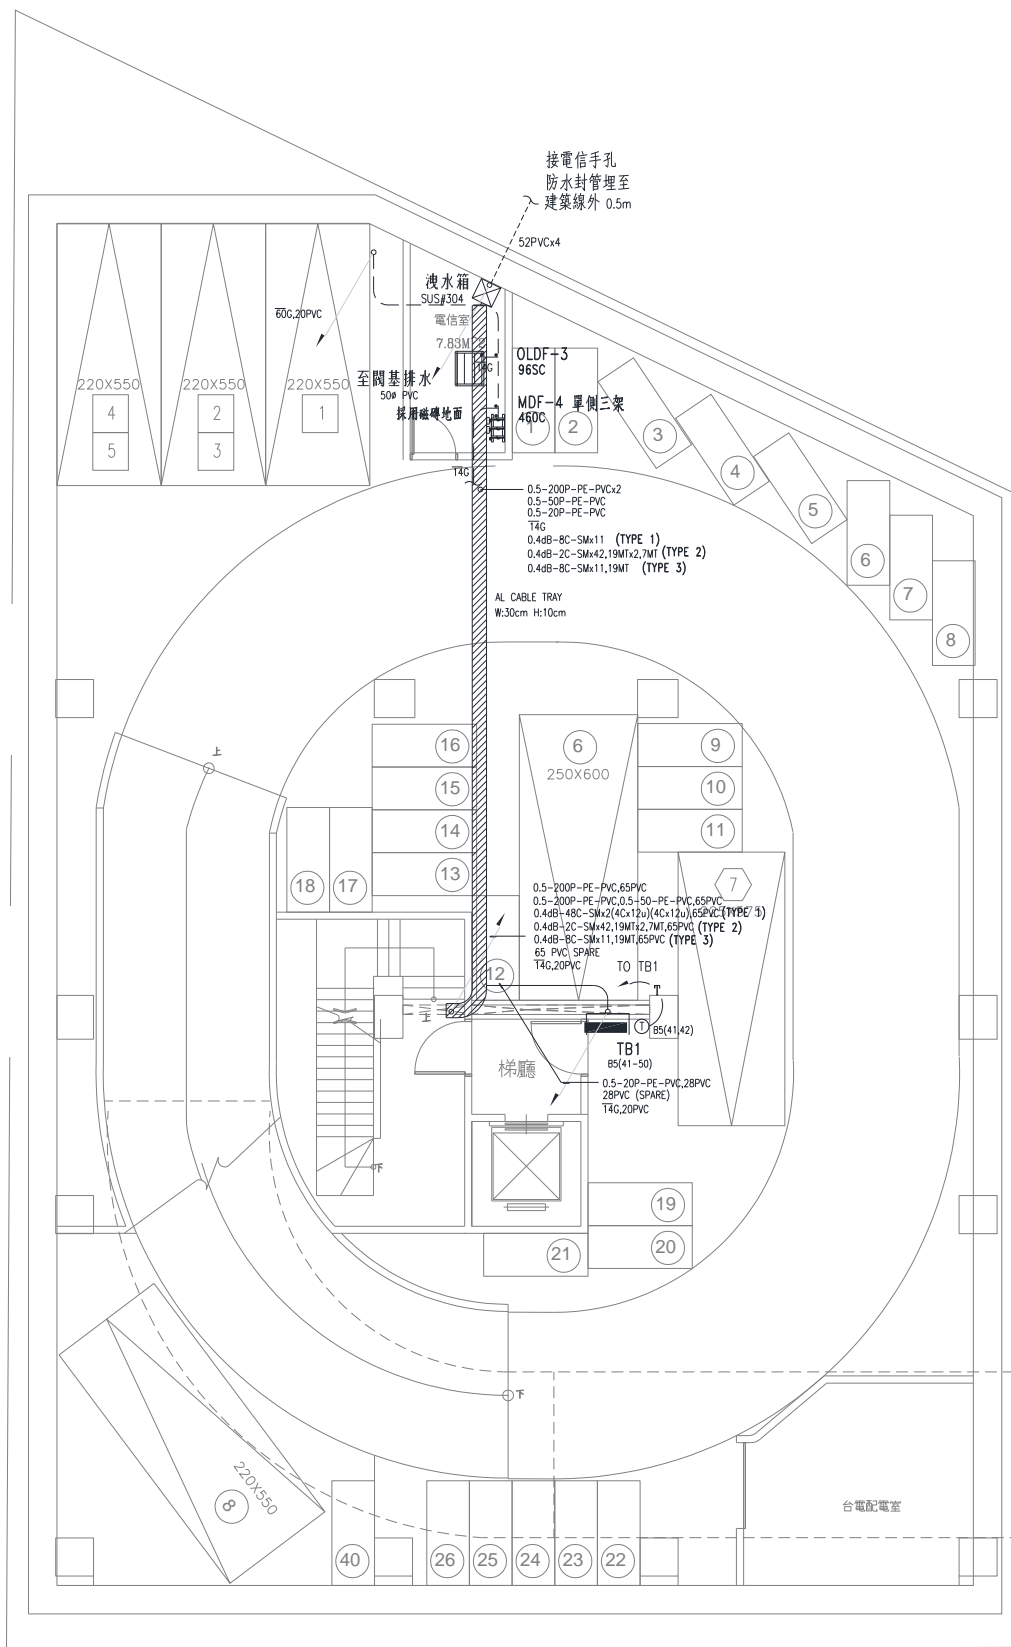 接電信手孔
防水封管埋至
建築線外 0.5m
52PVCx4
洩水箱
SUS#304
60G,20PVC
電信室
7.83M
14G
OLDF-3
96SC
至閥基排水
50ø PVC
220X550
220X550
220X550
4
5
2
3
1
MDF-4 單側三架
460C
採用磁磚地面
1
2
3
4
5
6
7
8
14G
0.5-200P-PE-PVCx2
0.5-50P-PE-PVC
0.5-20P-PE-PVC
14G
0.4dB-8C-SMx11 (TYPE 1)
0.4dB-2C-SMx42,19MTx2,7MT (TYPE 2)
0.4dB-8C-SMx11,19MT (TYPE 3)
AL CABLE TRAY
W:30cm H:10cm
上
16
15
14
13
18
17
6
250X600
9
10
11
7
0.5-200P-PE-PVC,65PVC
0.5-200P-PE-PVC,0.5-50-PE-PVC,65PVC
0.4dB-48C-SMx2(4Cx12u)(4Cx12u),65PVC (TYPE 1)
0.4dB-2C-SMx42,19MTx2,7MT,65PVC (TYPE 2)
0.4dB-8C-SMx11,19MT,65PVC (TYPE 3)
65 PVC SPARE
14G,20PVC
12
TO TB1
上
T
T
B5(41,42)
TB1
B5(41-50)
梯廳
0.5-20P-PE-PVC,28PVC
28PVC (SPARE)
14G,20PVC
下
19
20
21
下
220X550
8
台電配電室
40
26
25
24
23
22